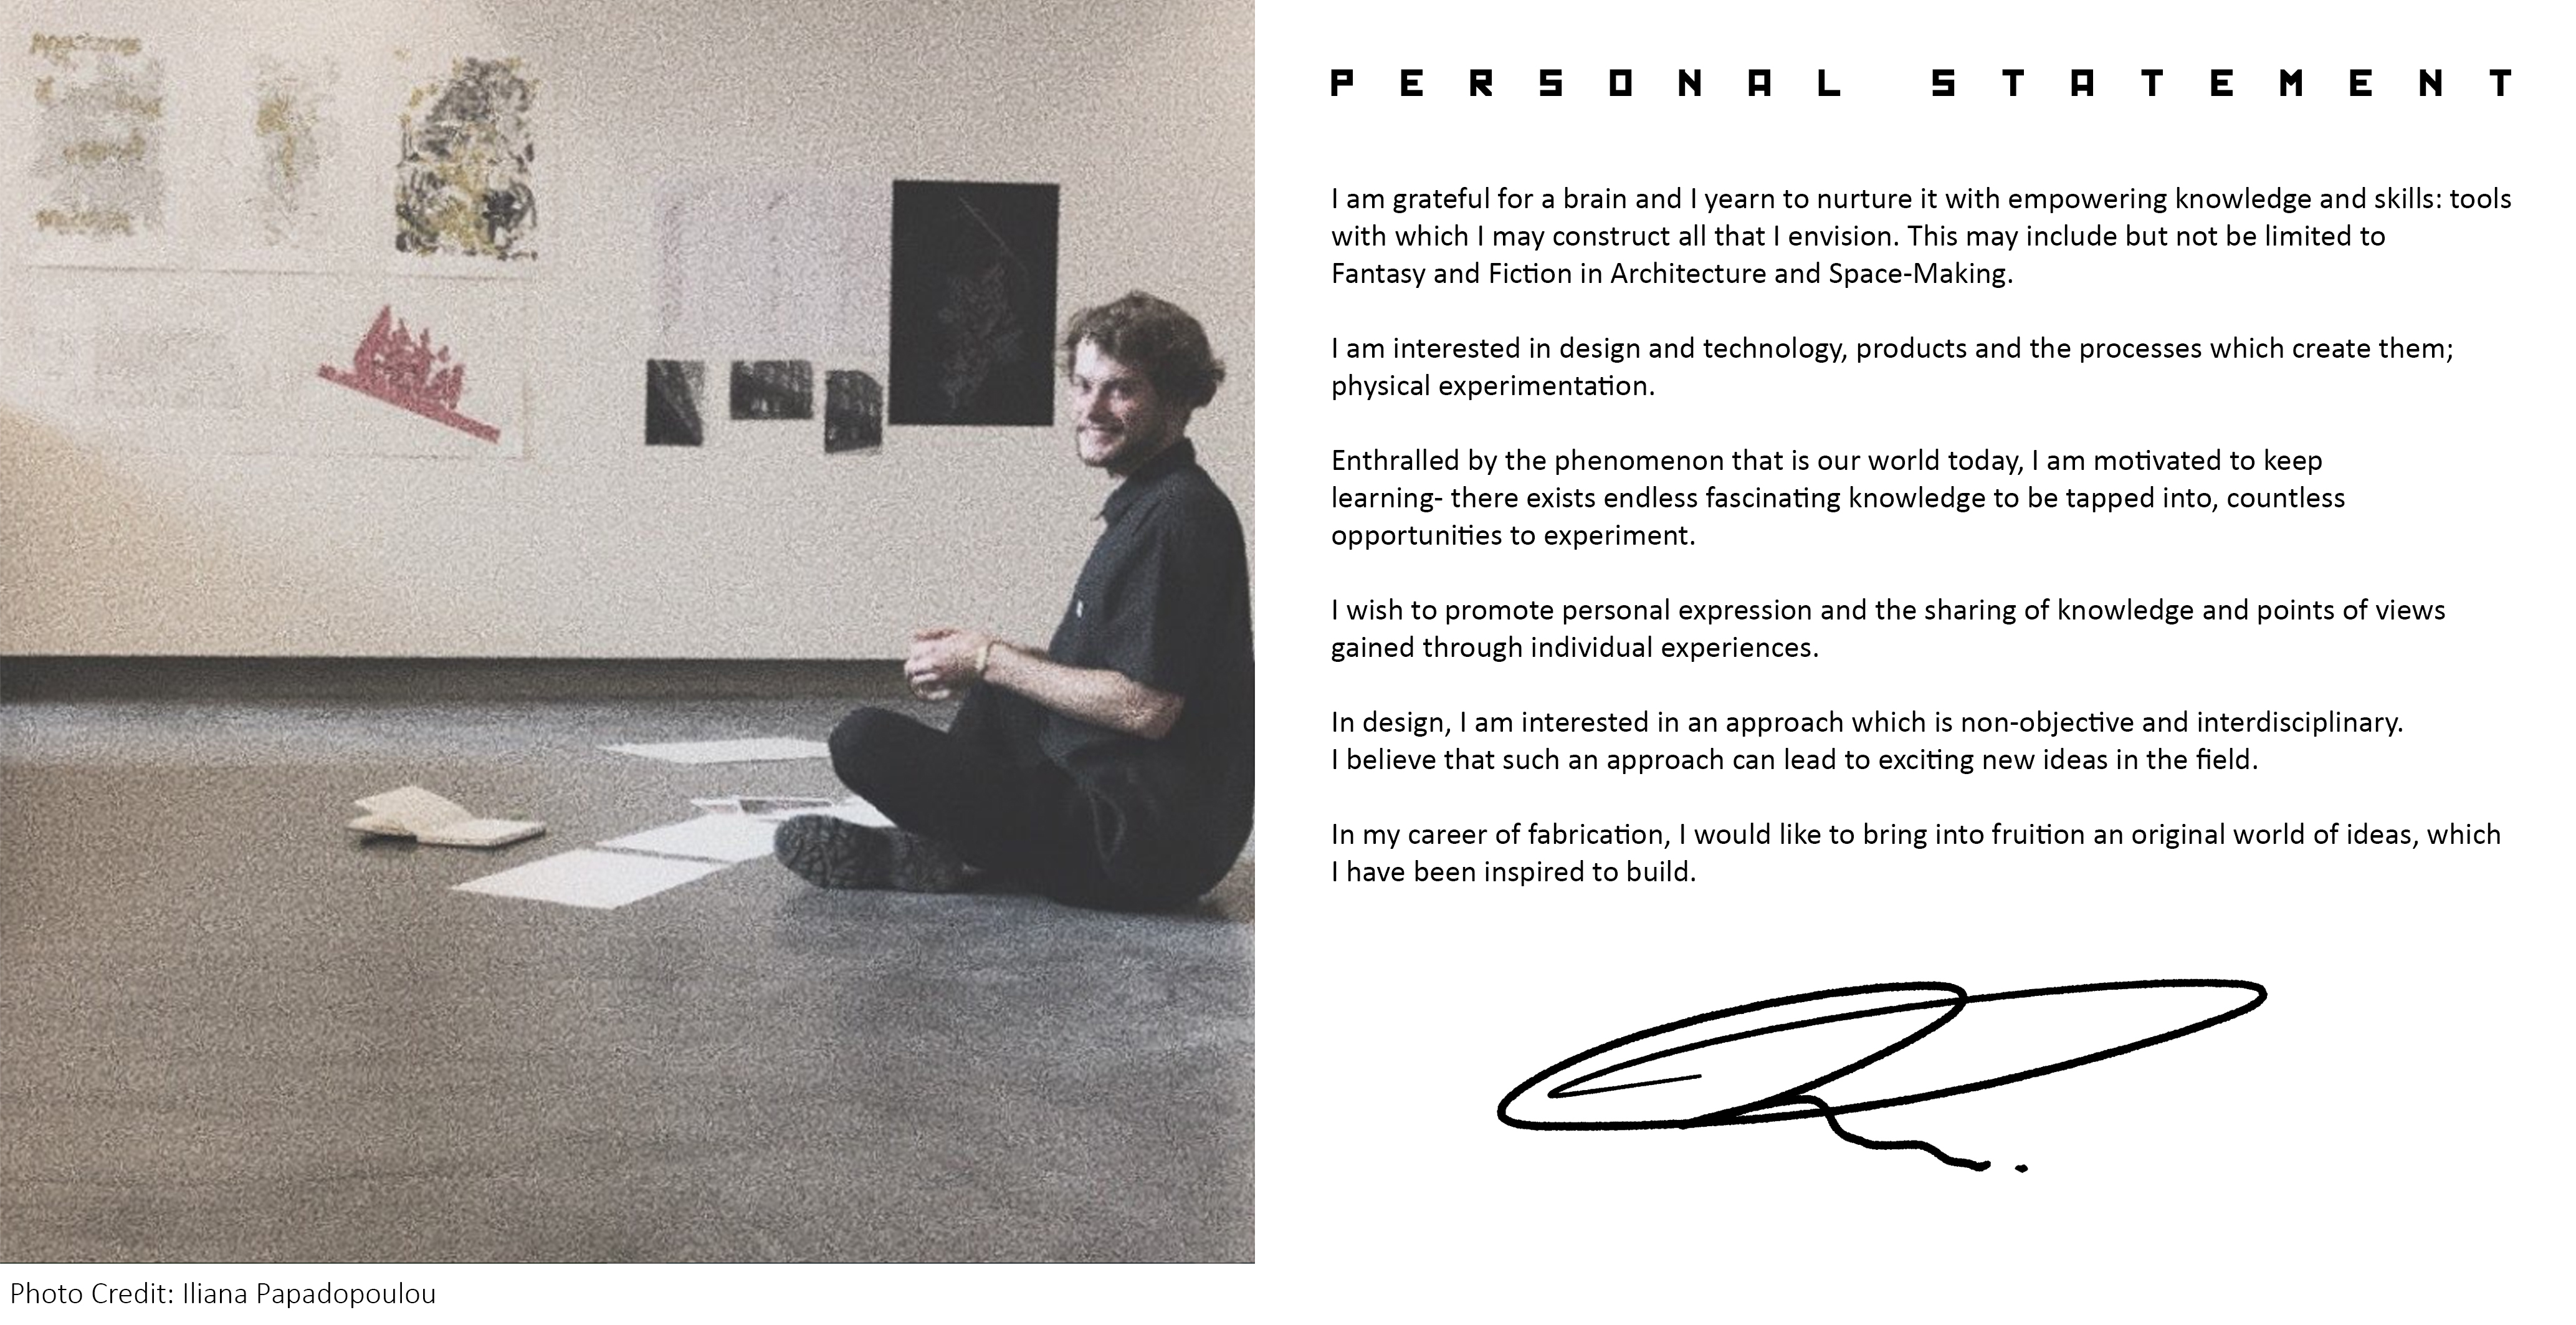 PERSONAL STATEMENT
I am grateful for a brain and I yearn to nurture it with empowering knowledge and skills: tools
with which I may construct all that I envision. This may include but not be limited to
Fantasy and Fiction in Architecture and Space-Making.
I am interested in design and technology, products and the processes which create them;
physical experimentation.
Enthralled by the phenomenon that is our world today, I am motivated to keep
learning- there exists endless fascinating knowledge to be tapped into, countless
opportunities to experiment.
I wish to promote personal expression and the sharing of knowledge and points of views
gained through individual experiences.
In design, I am interested in an approach which is non-objective and interdisciplinary.
I believe that such an approach can lead to exciting new ideas in the field.
In my career of fabrication, I would like to bring into fruition an original world of ideas, which
I have been inspired to build.
Photo Credit: Iliana Papadopoulou